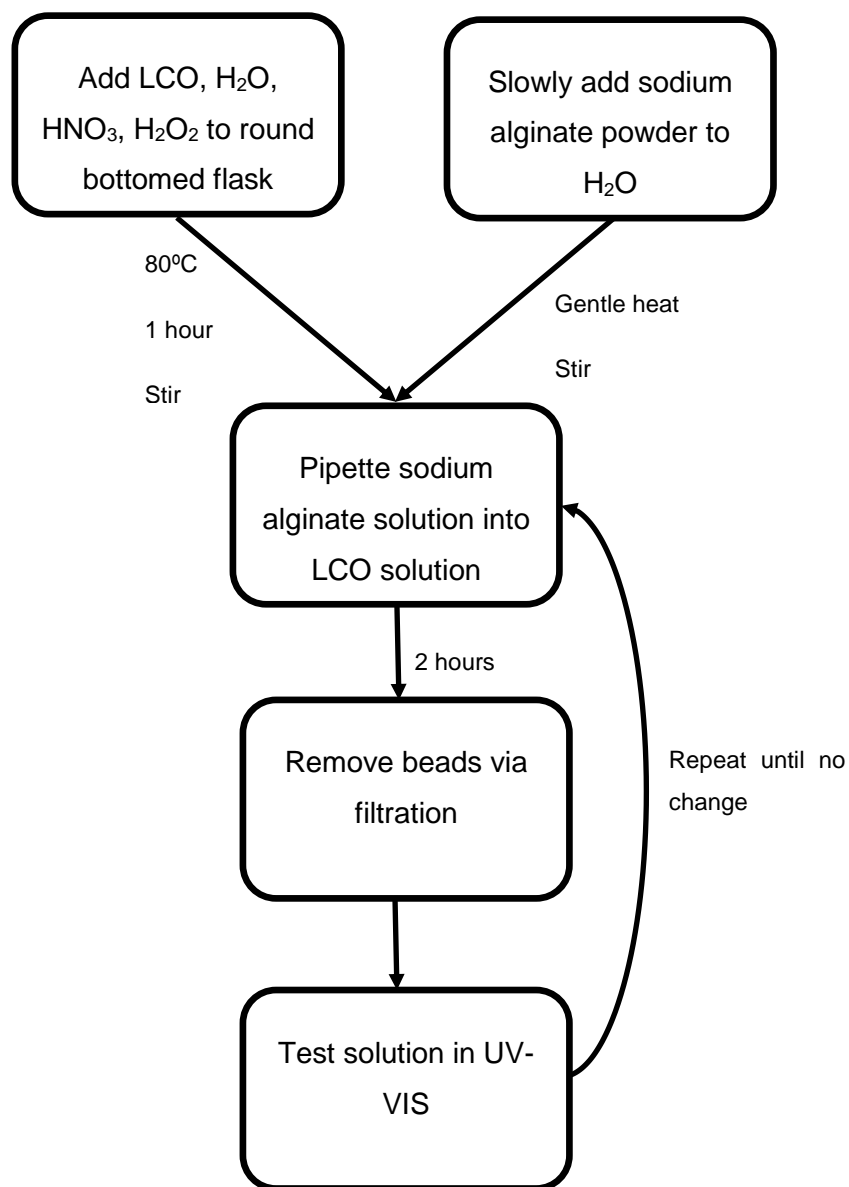 Add LCO, H₂O,
HNO₃, H₂O₂ to round
bottomed flask
Slowly add sodium
alginate powder to
H₂O
80ºC
1 hour
Stir
Gentle heat
Stir
Pipette sodium
alginate solution into
LCO solution
2 hours
Remove beads via
filtration
Repeat until no
change
Test solution in UV-
VIS